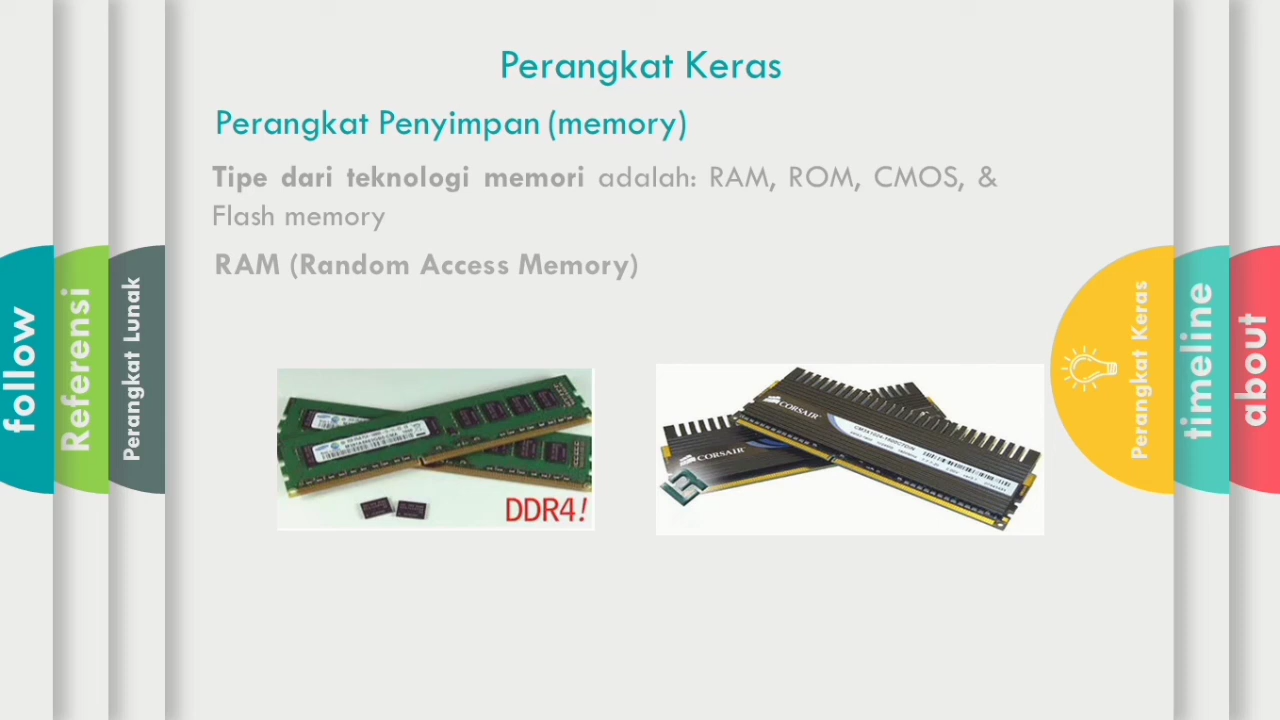 Perangkat Keras
Perangkat Penyimpan (memory)
Tipe dari teknologi memori adalah: RAM, ROM, CMOS, &
Flash memory
RAM (Random Access Memory)
follow
Referensi
Perangkat Lunak
DDR4!
CORSAIR
CORSAIR
Perangkat Keras
timeline
about